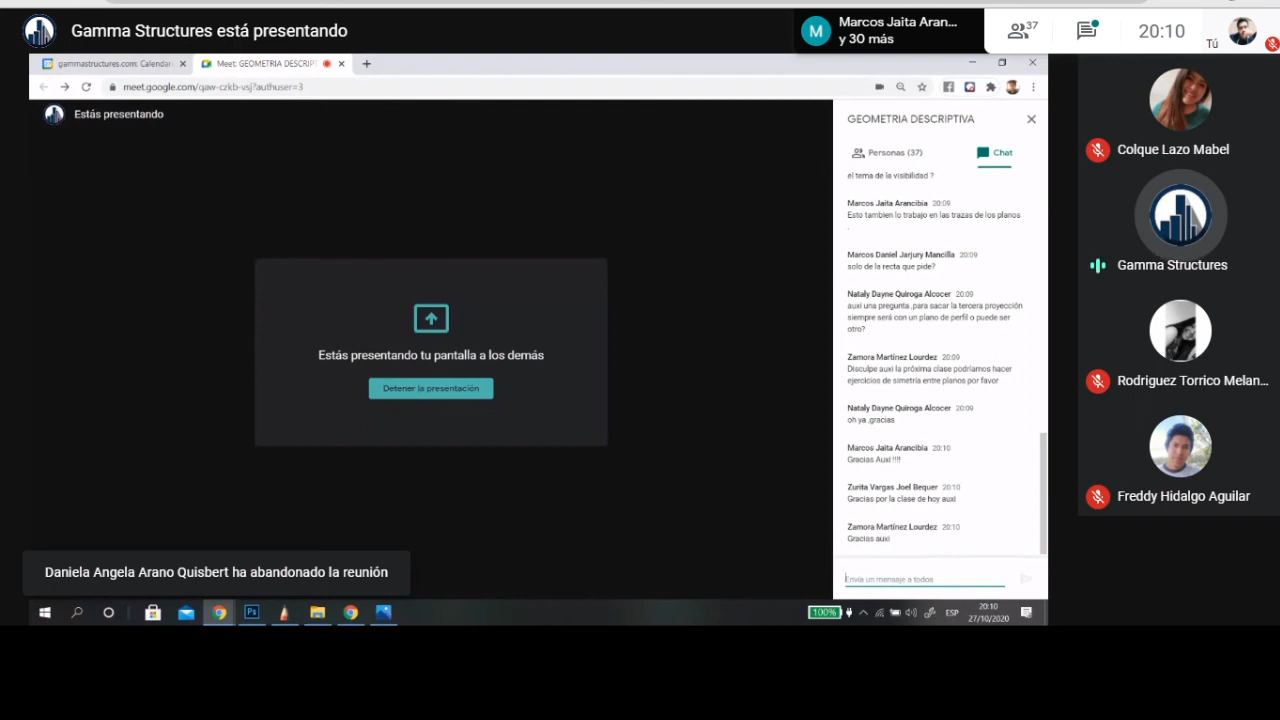 Gamma Structures está presentando
M
Marcos Jaita Aran...
y 30 más
37
20:10
Tú
gammastructures.com: Calendar
Meet: GEOMETRIA DESCRIPT
meet.google.com/qaw-czkb-vsj?authuser=3
Estás presentando
GEOMETRIA DESCRIPTIVA
Personas (37)
Chat
el tema de la visibilidad ?
Marcos Jaita Arancibia 20:09
Esto tambien lo trabajo en las trazas de los planos
.
Marcos Daniel Jarjury Mancilla 20:09
solo de la recta que pide?
Nataly Dayne Quiroga Alcocer 20:09
auxi una pregunta ,para sacar la tercera proyección
siempre será con un plano de perfil o puede ser
otro?
Zamora Martínez Lourdez 20:09
Disculpe auxi la próxima clase podríamos hacer
ejercicios de simetría entre planos por favor
Nataly Dayne Quiroga Alcocer 20:09
oh ya ,gracias
Marcos Jaita Arancibia 20:10
Gracias Auxi !!!!
Zurita Vargas Joel Bequer 20:10
Gracias por la clase de hoy auxi
Zamora Martínez Lourdez 20:10
Gracias auxi
Envía un mensaje a todos
Estás presentando tu pantalla a los demás
Detener la presentación
Colque Lazo Mabel
Gamma Structures
Rodriguez Torrico Melan...
Freddy Hidalgo Aguilar
Daniela Angela Arano Quisbert ha abandonado la reunión
Ps
100%
ESP
20:10
27/10/2020